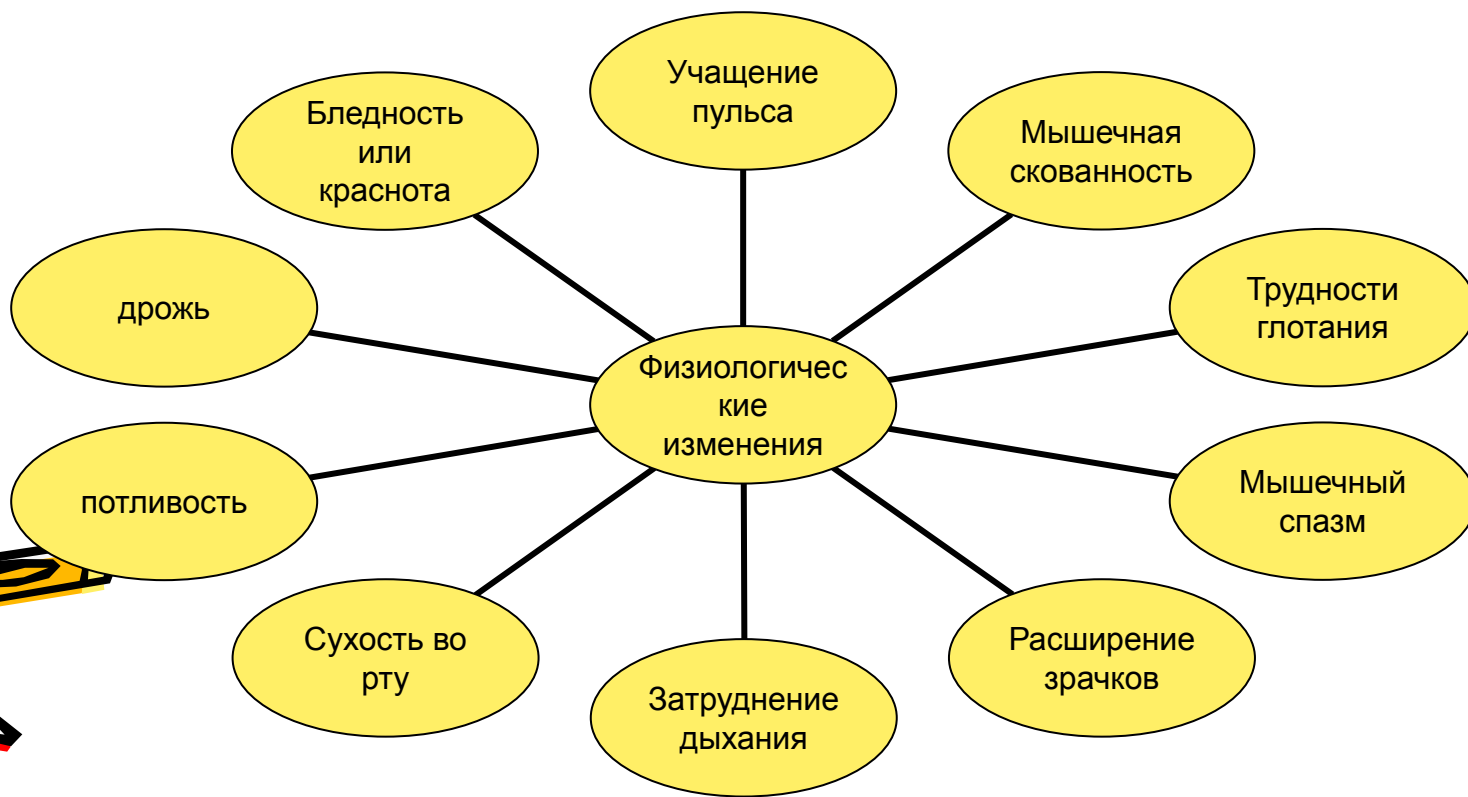 Учащение
пульса
Мышечная
скованность
Трудности
глотания
Мышечный
спазм
Расширение
зрачков
Затруднение
дыхания
Сухость во
рту
потливость
дрожь
Бледность
или
краснота
Физиологичес
кие
изменения